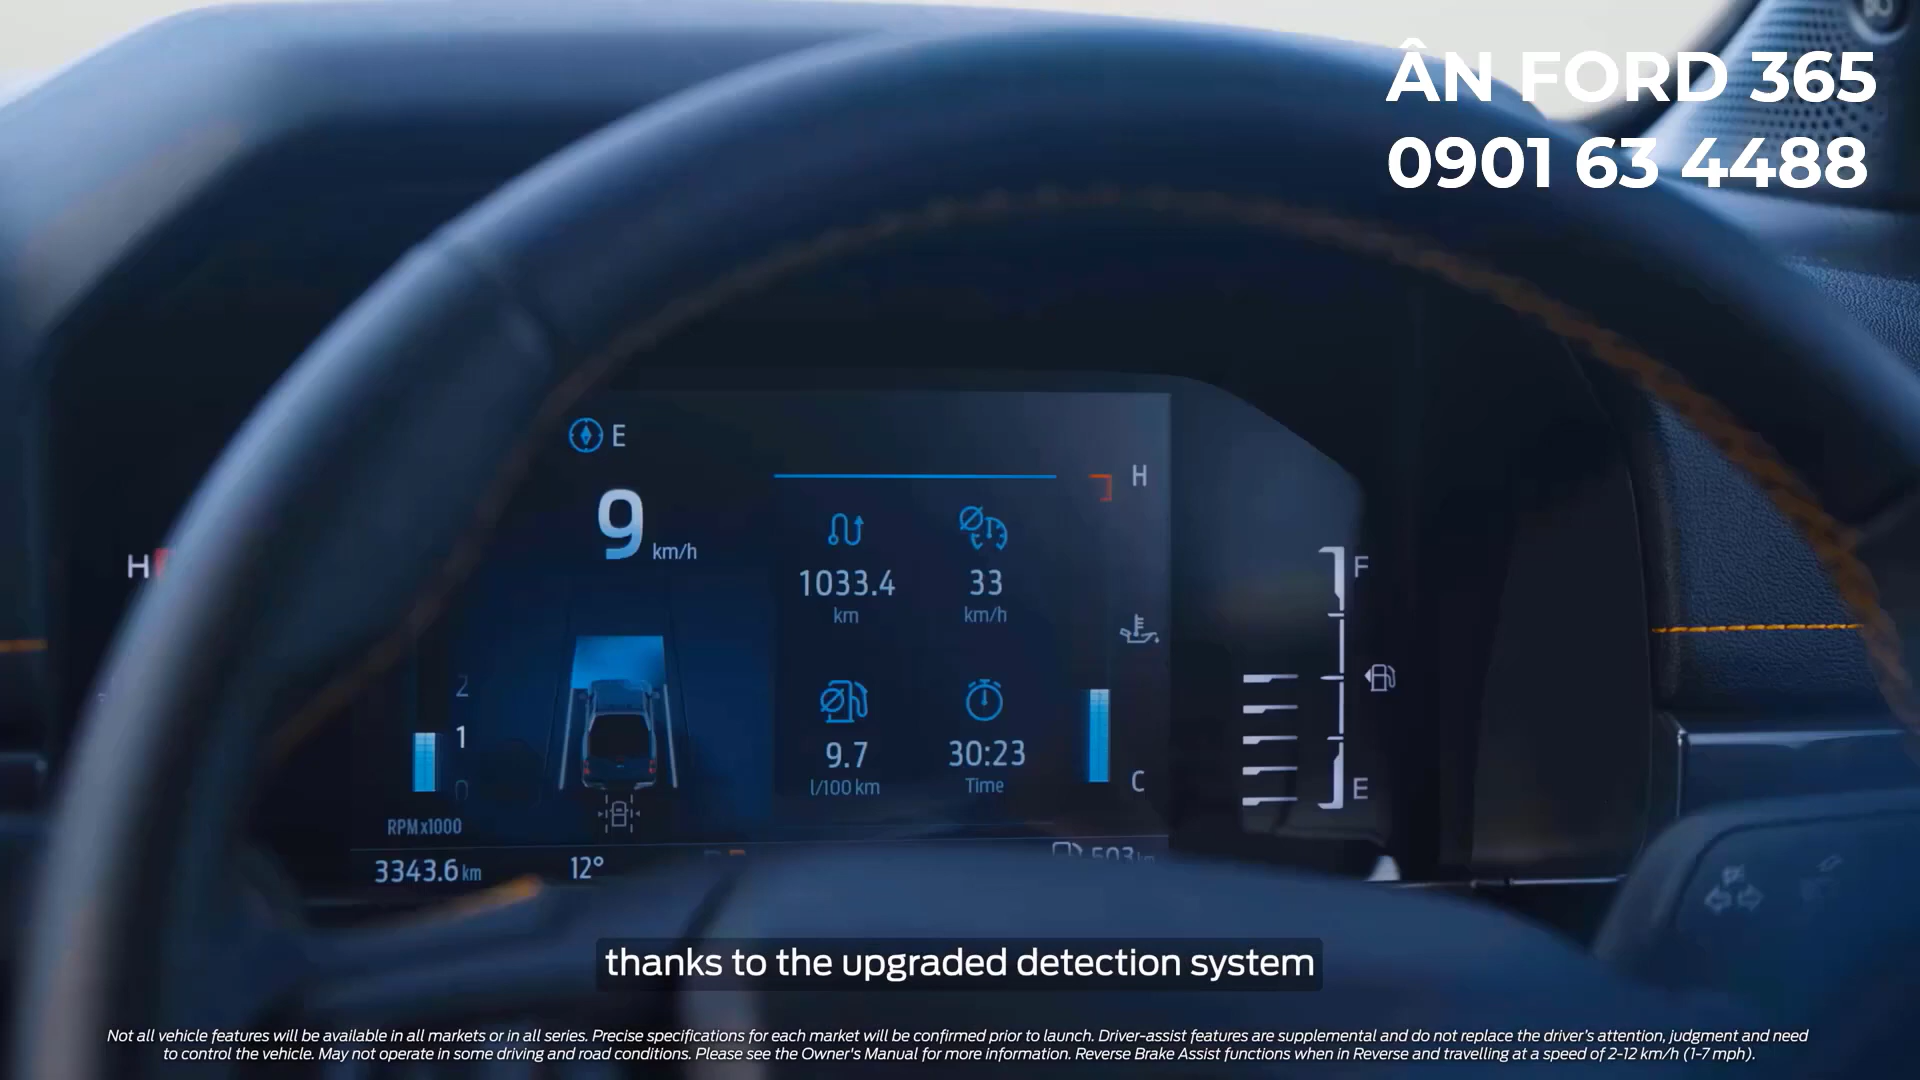 ÂN FORD 365
0901 63 4488
E
9 km/h
H
H
1033.4
km
33
km/h
F
2
1
0
9.7
l/100 km
30:23
Time
C
E
RPMx1000
3343.6 km
12°
503 km
thanks to the upgraded detection system
Not all vehicle features will be available in all markets or in all series. Precise specifications for each market will be confirmed prior to launch. Driver-assist features are supplemental and do not replace the driver's attention, judgment and need
to control the vehicle. May not operate in some driving and road conditions. Please see the Owner's Manual for more information. Reverse Brake Assist functions when in Reverse and travelling at a speed of 2-12 km/h (1-7 mph).